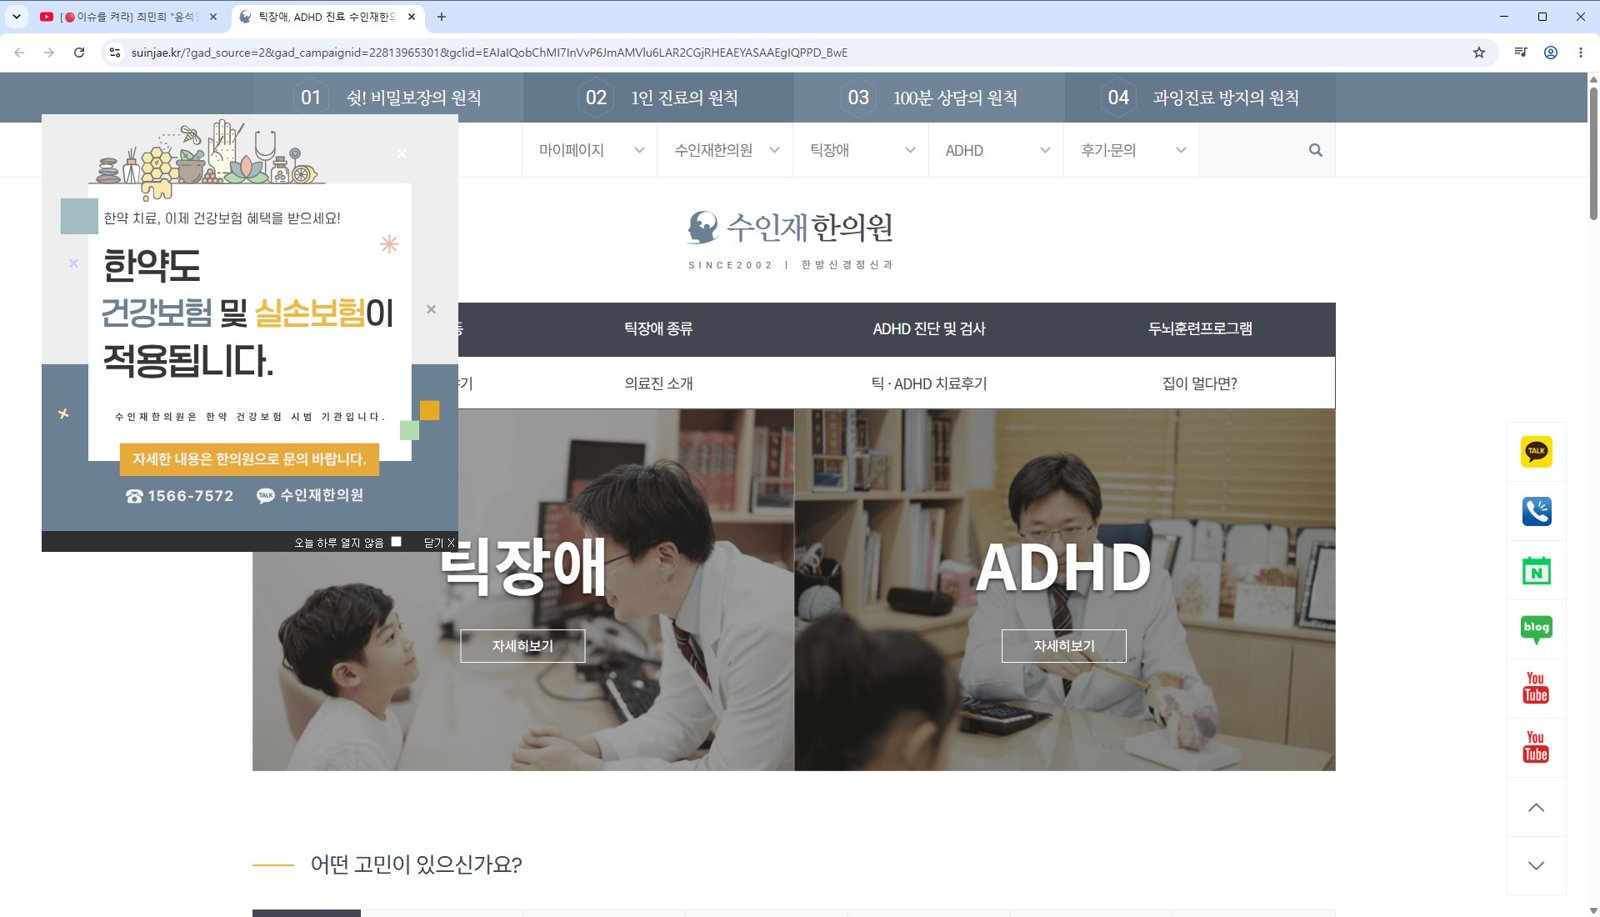 [🔴이슈를 켜라] 최민희 "윤석
틱장애, ADHD 진료 수인재한의
suinjae.kr/?gad_source=2&gad_campaignid=22813965301&gclid=EAIaIQobChMI7InVvP6JmAMVlu6LAR2CGjRHEAEYASAAEgIQPPD_BwE
01 쉿! 비밀보장의 원칙
02 1인 진료의 원칙
03 100분 상담의 원칙
04 과잉진료 방지의 원칙
마이페이지
수인재한의원
틱장애
ADHD
후기·문의
수인재한의원
SINCE2002 | 한방신경정신과
틱장애 종류
ADHD 진단 및 검사
두뇌훈련프로그램
의료진 소개
틱 · ADHD 치료후기
집이 멀다면?
한약 치료, 이제 건강보험 혜택을 받으세요!
한약도
건강보험 및 실손보험이
적용됩니다.
수인재한의원은 한약 건강보험 시범 기관입니다.
자세한 내용은 한의원으로 문의 바랍니다.
1566-7572
TALK 수인재한의원
오늘 하루 열지 않음
닫기 X
틱장애
자세히보기
ADHD
자세히보기
TALK
N
blog
You
Tube
You
Tube
어떤 고민이 있으신가요?